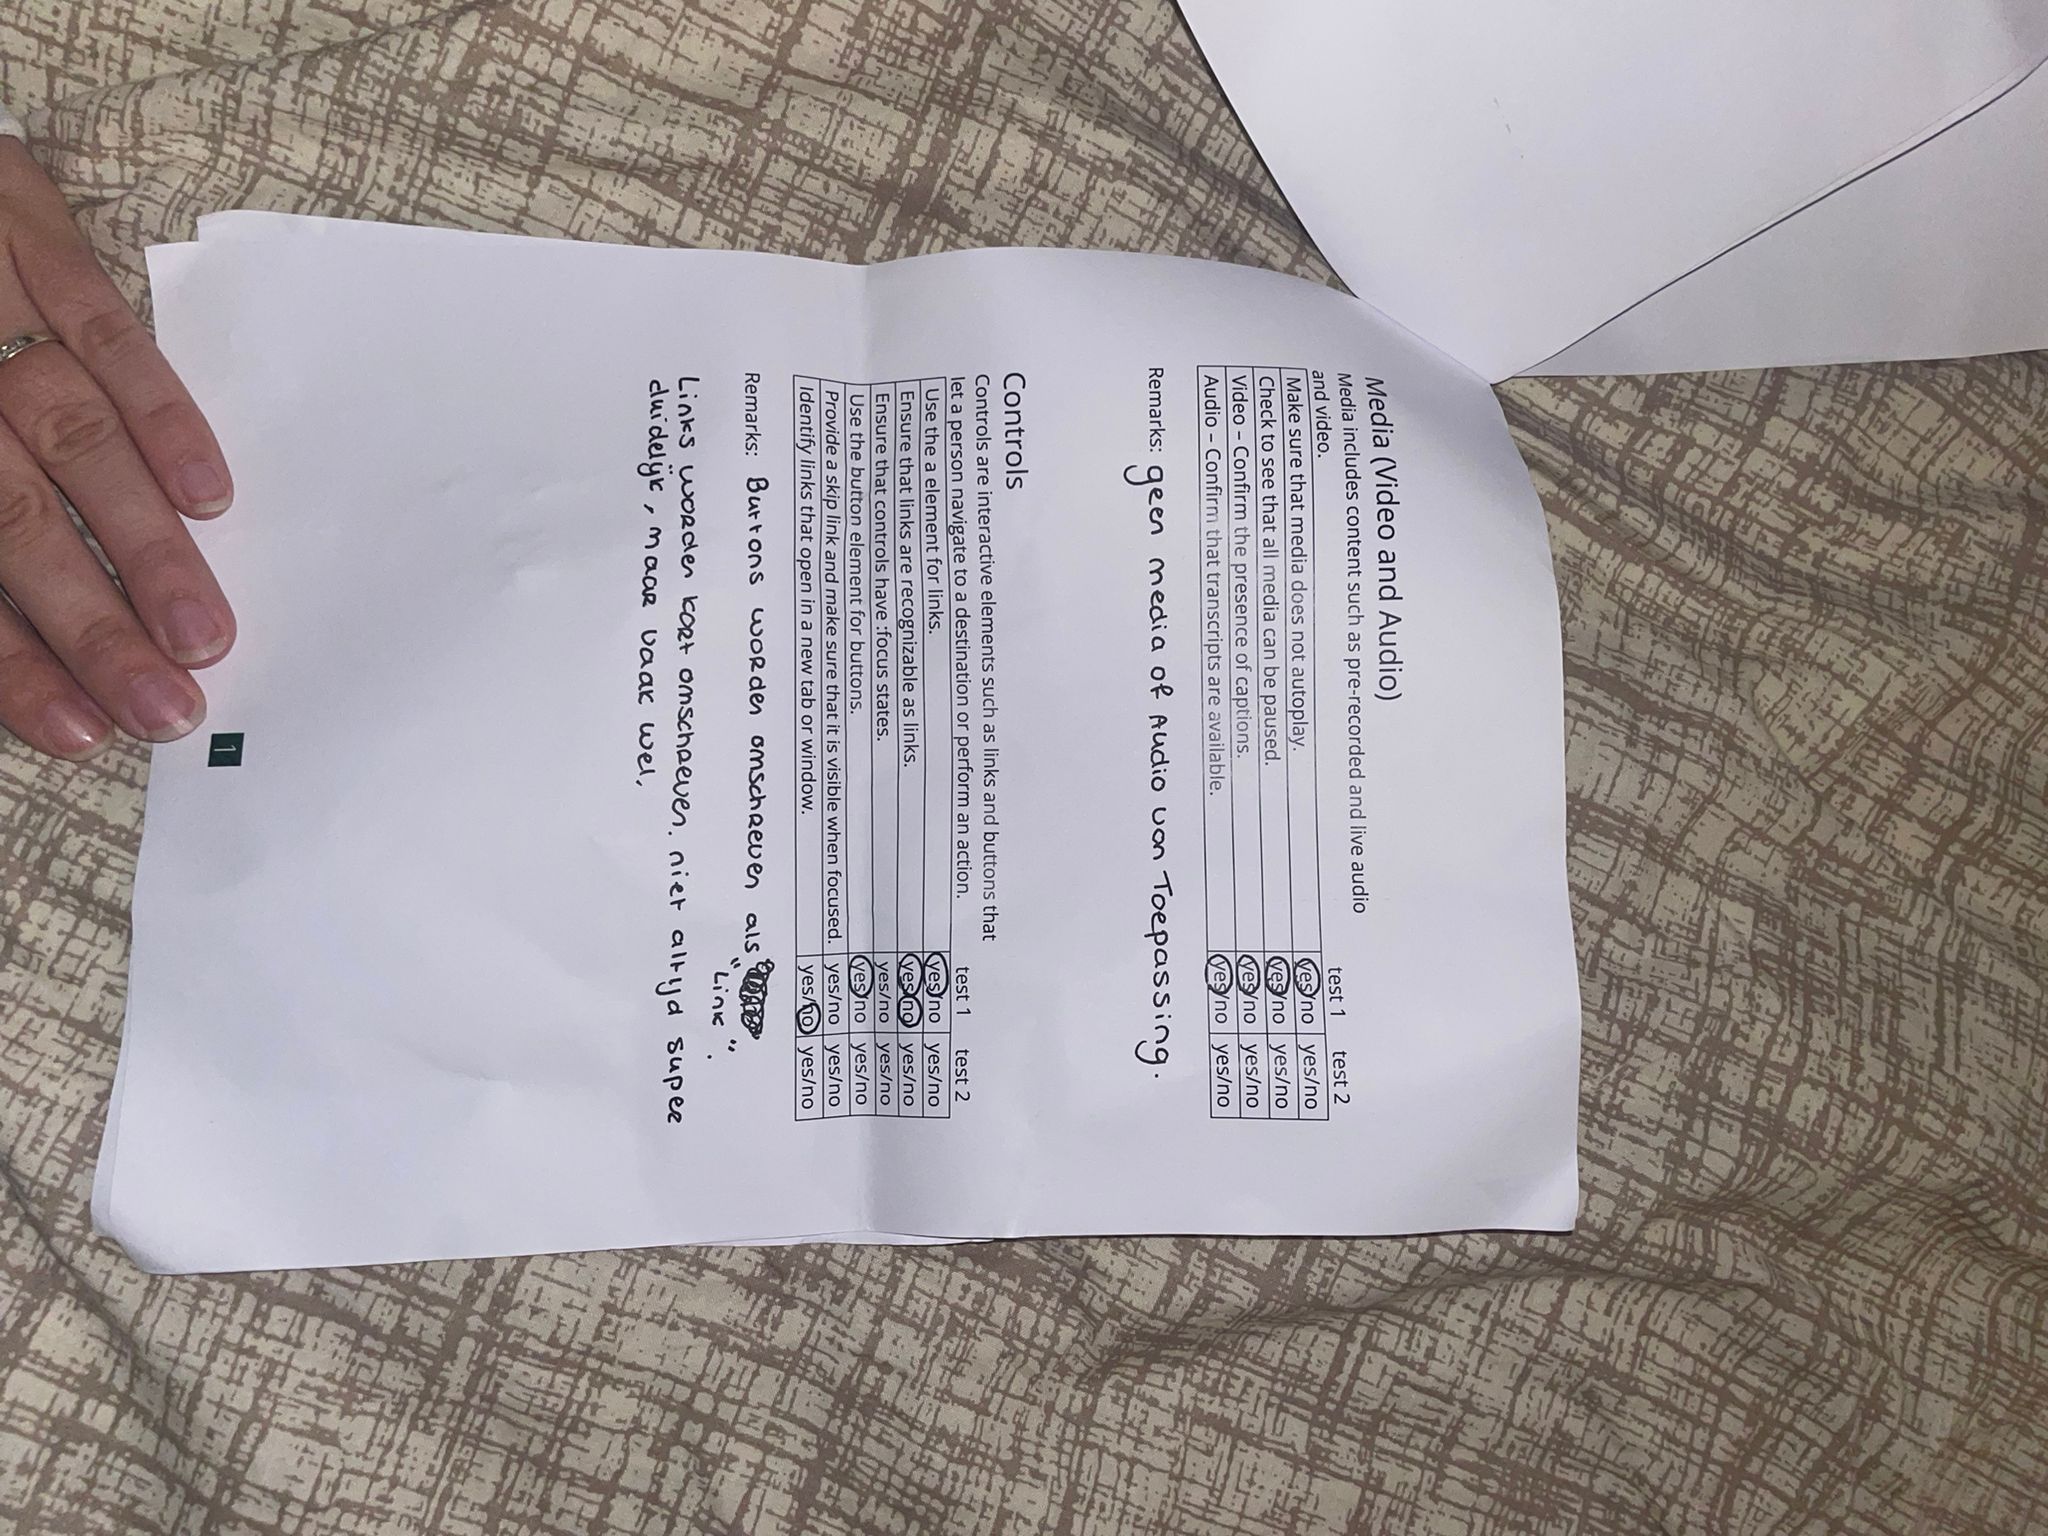 Media (Video and Audio)
Media includes content such as pre-recorded and live audio
and video.
test 1 test 2
Make sure that media does not autoplay. yes/no yes/no
Check to see that all media can be paused. yes/no yes/no
Video – Confirm the presence of captions. yes/no yes/no
Audio – Confirm that transcripts are available. yes/no yes/no
Remarks: geen media of Audio van Toepassing.
Controls
Controls are interactive elements such as links and buttons that
let a person navigate to a destination or perform an action.
test 1 test 2
Use the a element for links. yes/no yes/no
Ensure that links are recognizable as links. yes/no yes/no
Ensure that controls have :focus states. yes/no yes/no
Use the button element for buttons. yes/no yes/no
Provide a skip link and make sure that it is visible when focused. yes/no yes/no
Identify links that open in a new tab or window. yes/no yes/no
Remarks: Buttons worden omschreven als
"Link".
Links worden kort omschreven. niet altijd super
duidelijk, maar vaak wel.
1